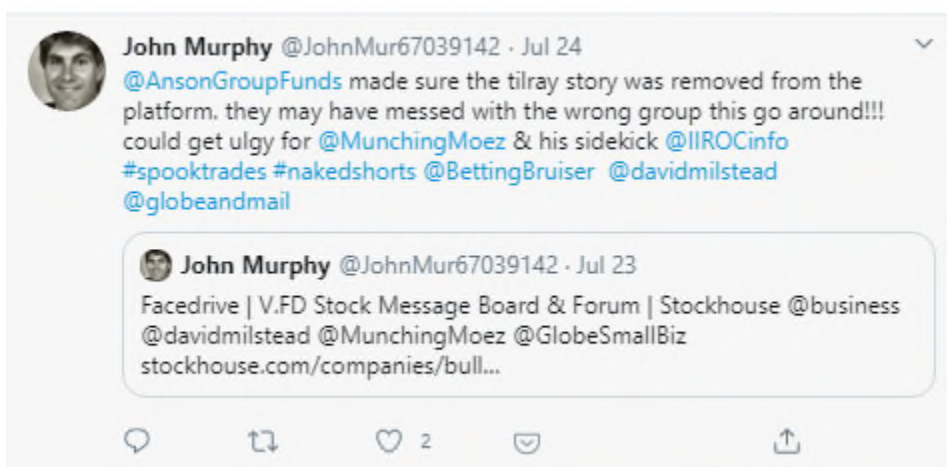 John Murphy @JohnMur67039142 · Jul 24
@AnsonGroupFunds made sure the tilray story was removed from the
platform. they may have messed with the wrong group this go around!!!
could get ulgy for @MunchingMoez & his sidekick @IIROCinfo
#spooktrades #nakedshorts @BettingBruiser @davidmilstead
@globeandmail
John Murphy @JohnMur67039142 · Jul 23
Facedrive | V.FD Stock Message Board & Forum | Stockhouse @business
@davidmilstead @MunchingMoez @GlobeSmallBiz
stockhouse.com/companies/bull...
2